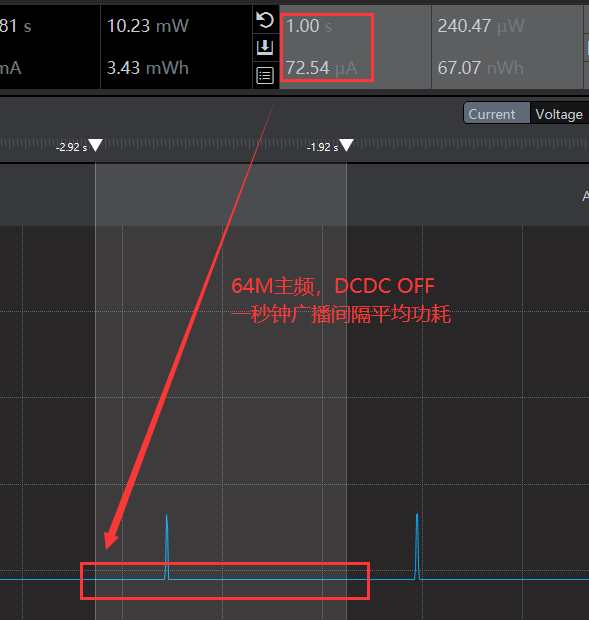 81 s
10.23 mW
1.00 s
240.47 µW
mA
3.43 mWh
72.54 µA
67.07 nWh
Current
Voltage
-2.92 s
-1.92 s
A
64M主频，DCDC OFF
一秒钟广播间隔平均功耗